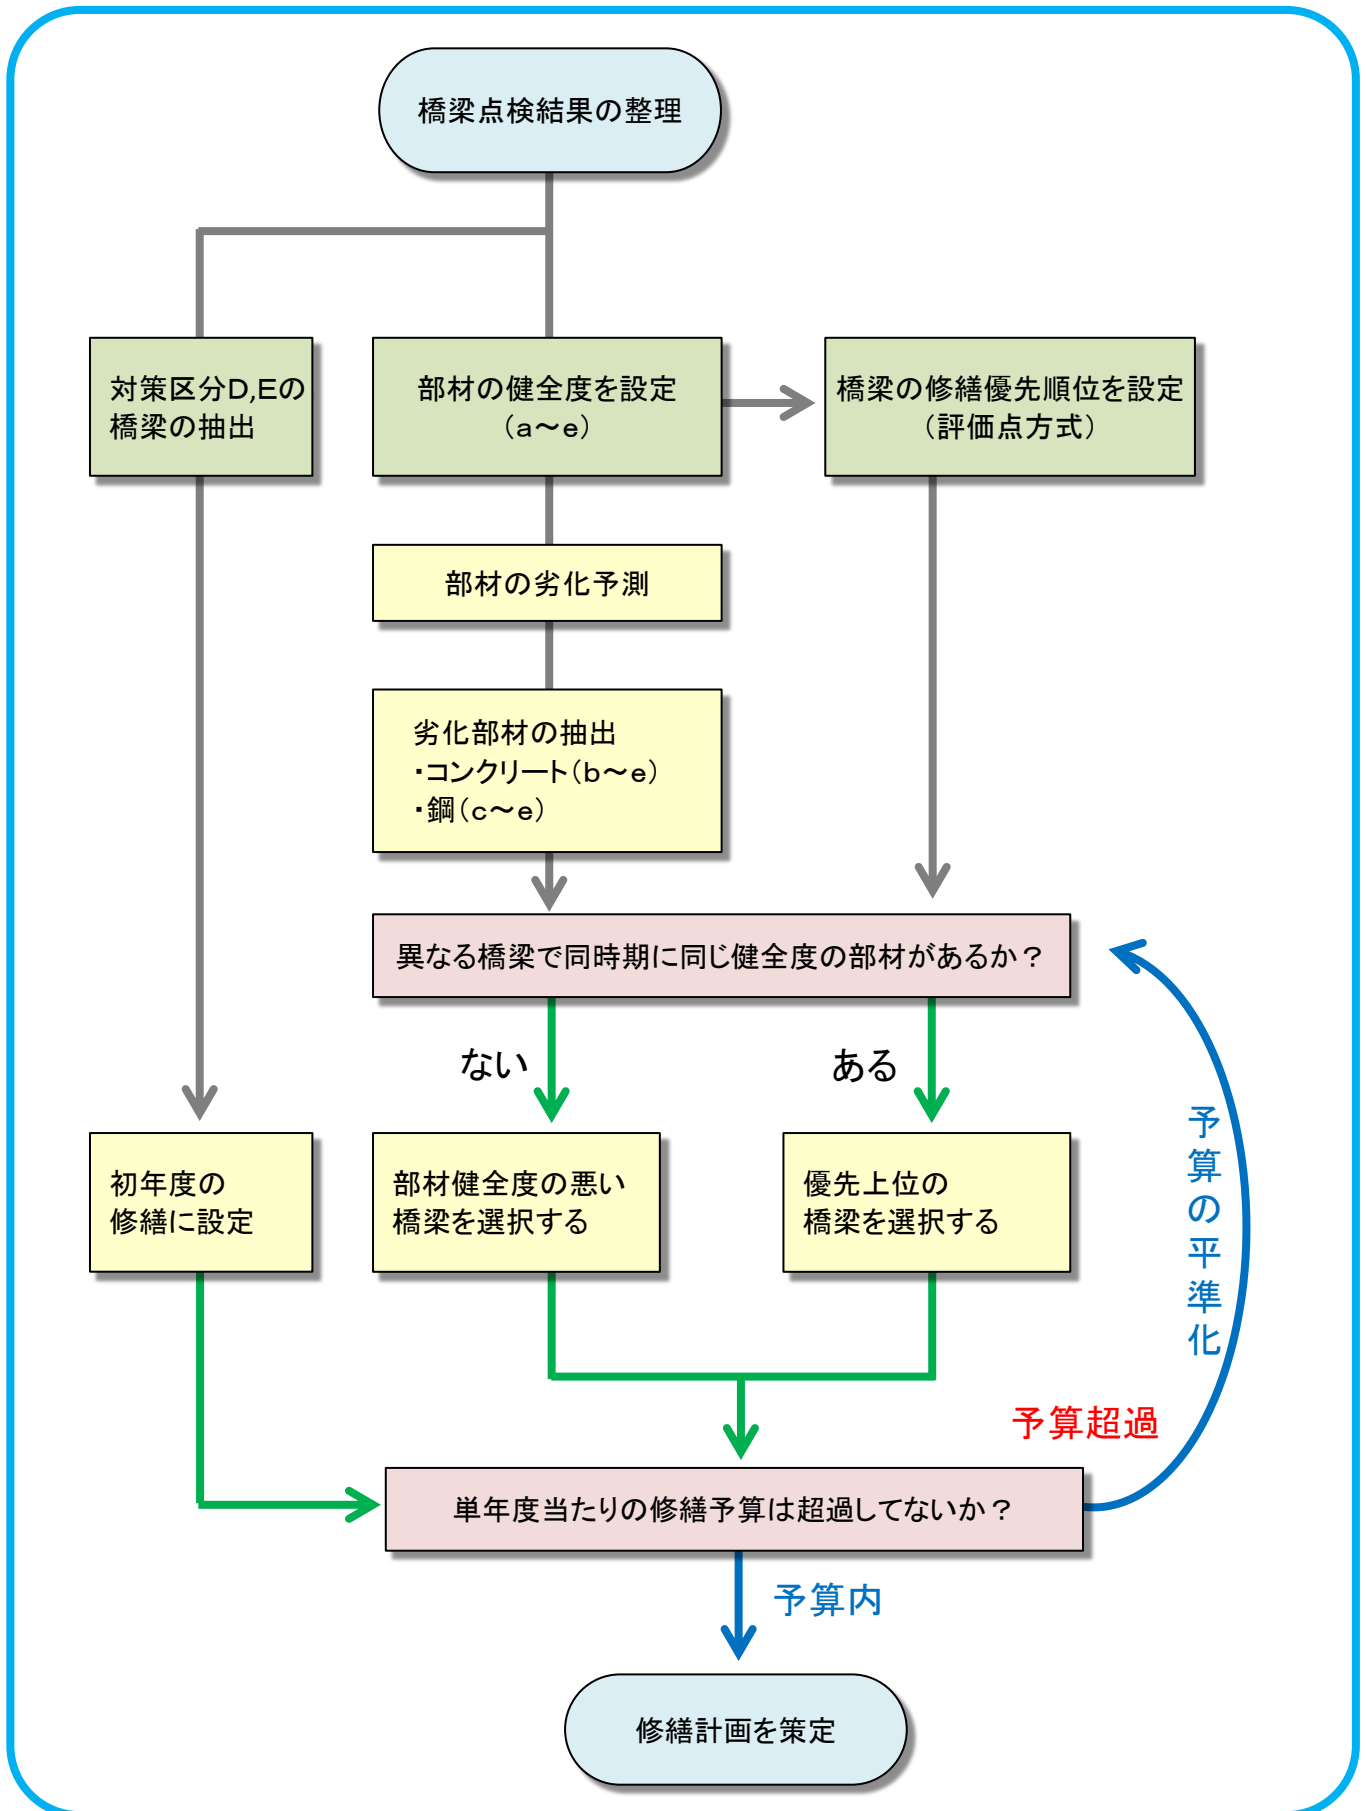 橋梁点検結果の整理
対策区分D,Eの
橋梁の抽出
部材の健全度を設定
（a～e）
橋梁の修繕優先順位を設定
（評価点方式）
部材の劣化予測
劣化部材の抽出
・コンクリート（b～e）
・鋼（c～e）
異なる橋梁で同時期に同じ健全度の部材があるか？
ない
ある
初年度の
修繕に設定
部材健全度の悪い
橋梁を選択する
優先上位の
橋梁を選択する
予算の平準化
予算超過
単年度当たりの修繕予算は超過してないか？
予算内
修繕計画を策定